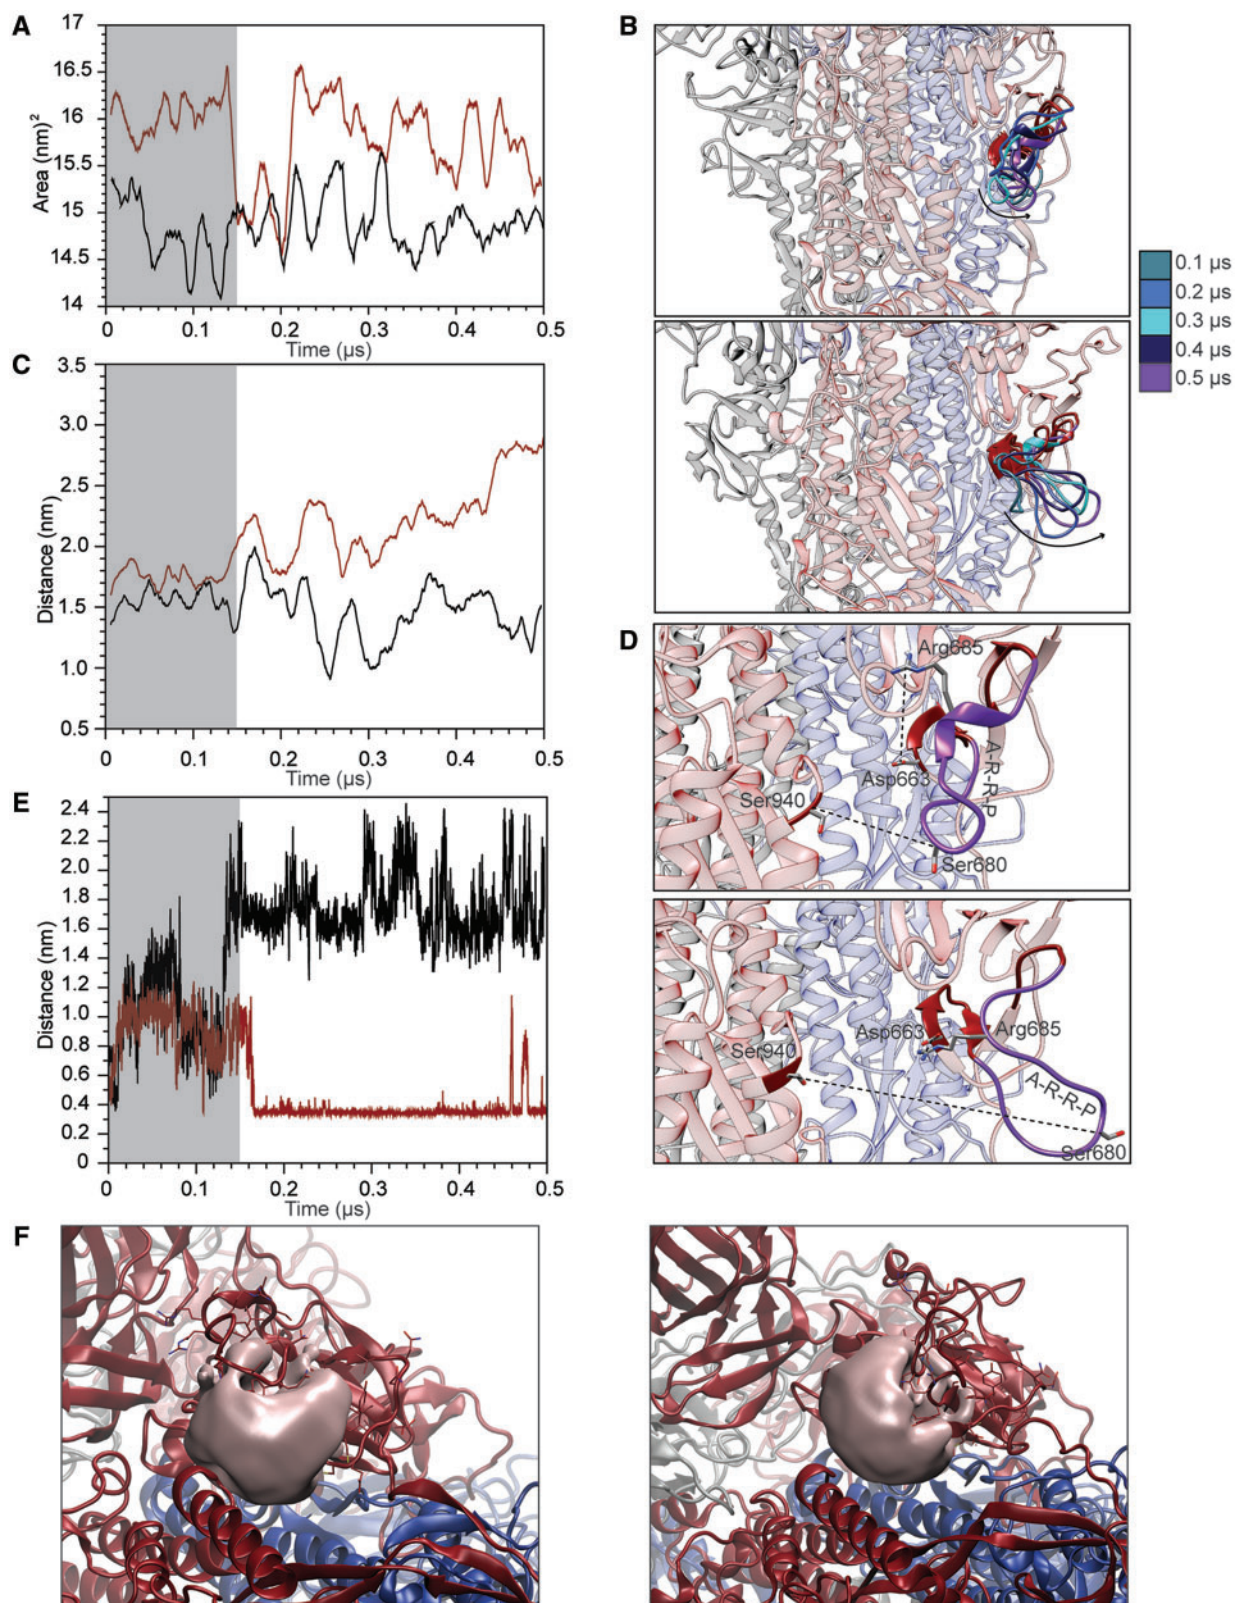 A
17
16.5
16
15.5
15
14.5
14
Area (nm)²
0 0.1 0.2 0.3 0.4 0.5
Time (µs)
B
0.1 µs
0.2 µs
0.3 µs
0.4 µs
0.5 µs
C
3.5
3.0
2.5
2.0
1.5
1.0
0.5
Distance (nm)
0 0.1 0.2 0.3 0.4 0.5
Time (µs)
D
Arg685
Asp663
A-R-R-P
Ser940
Ser680
Asp663
Arg685
Ser940
A-R-R-P
Ser680
E
2.4
2.2
2.0
1.8
1.6
1.4
1.2
1.0
0.8
0.6
0.4
0.2
0
Distance (nm)
0 0.1 0.2 0.3 0.4 0.5
Time (µs)
F